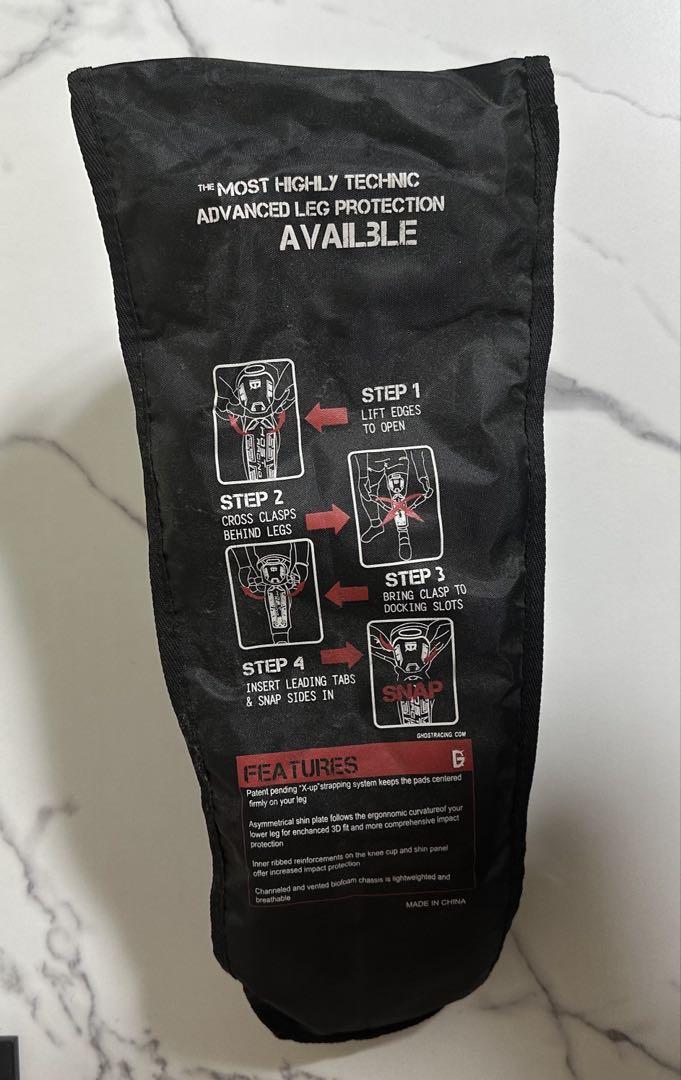 THE MOST HIGHLY TECHNIC
ADVANCED LEG PROTECTION
AVAIL3LE
STEP 1
LIFT EDGES
TO OPEN
STEP 2
CROSS CLASPS
BEHIND LEGS
STEP 3
BRING CLASP TO
DOCKING SLOTS
STEP 4
INSERT LEADING TABS
& SNAP SIDES IN
SNAP
GHOSTRACING.COM
FEATURES
Patent pending "X-up"strapping system keeps the pads centered
firmly on your leg
Asymmetrical shin plate follows the ergonnomic curvatureof your
lower leg for enchanced 3D fit and more comprehensive impact
protection
Inner ribbed reinforcements on the knee cup and shin panel
offer increased impact protection
Channeled and vented biofoam chassis is lightweighted and
breathable
MADE IN CHINA